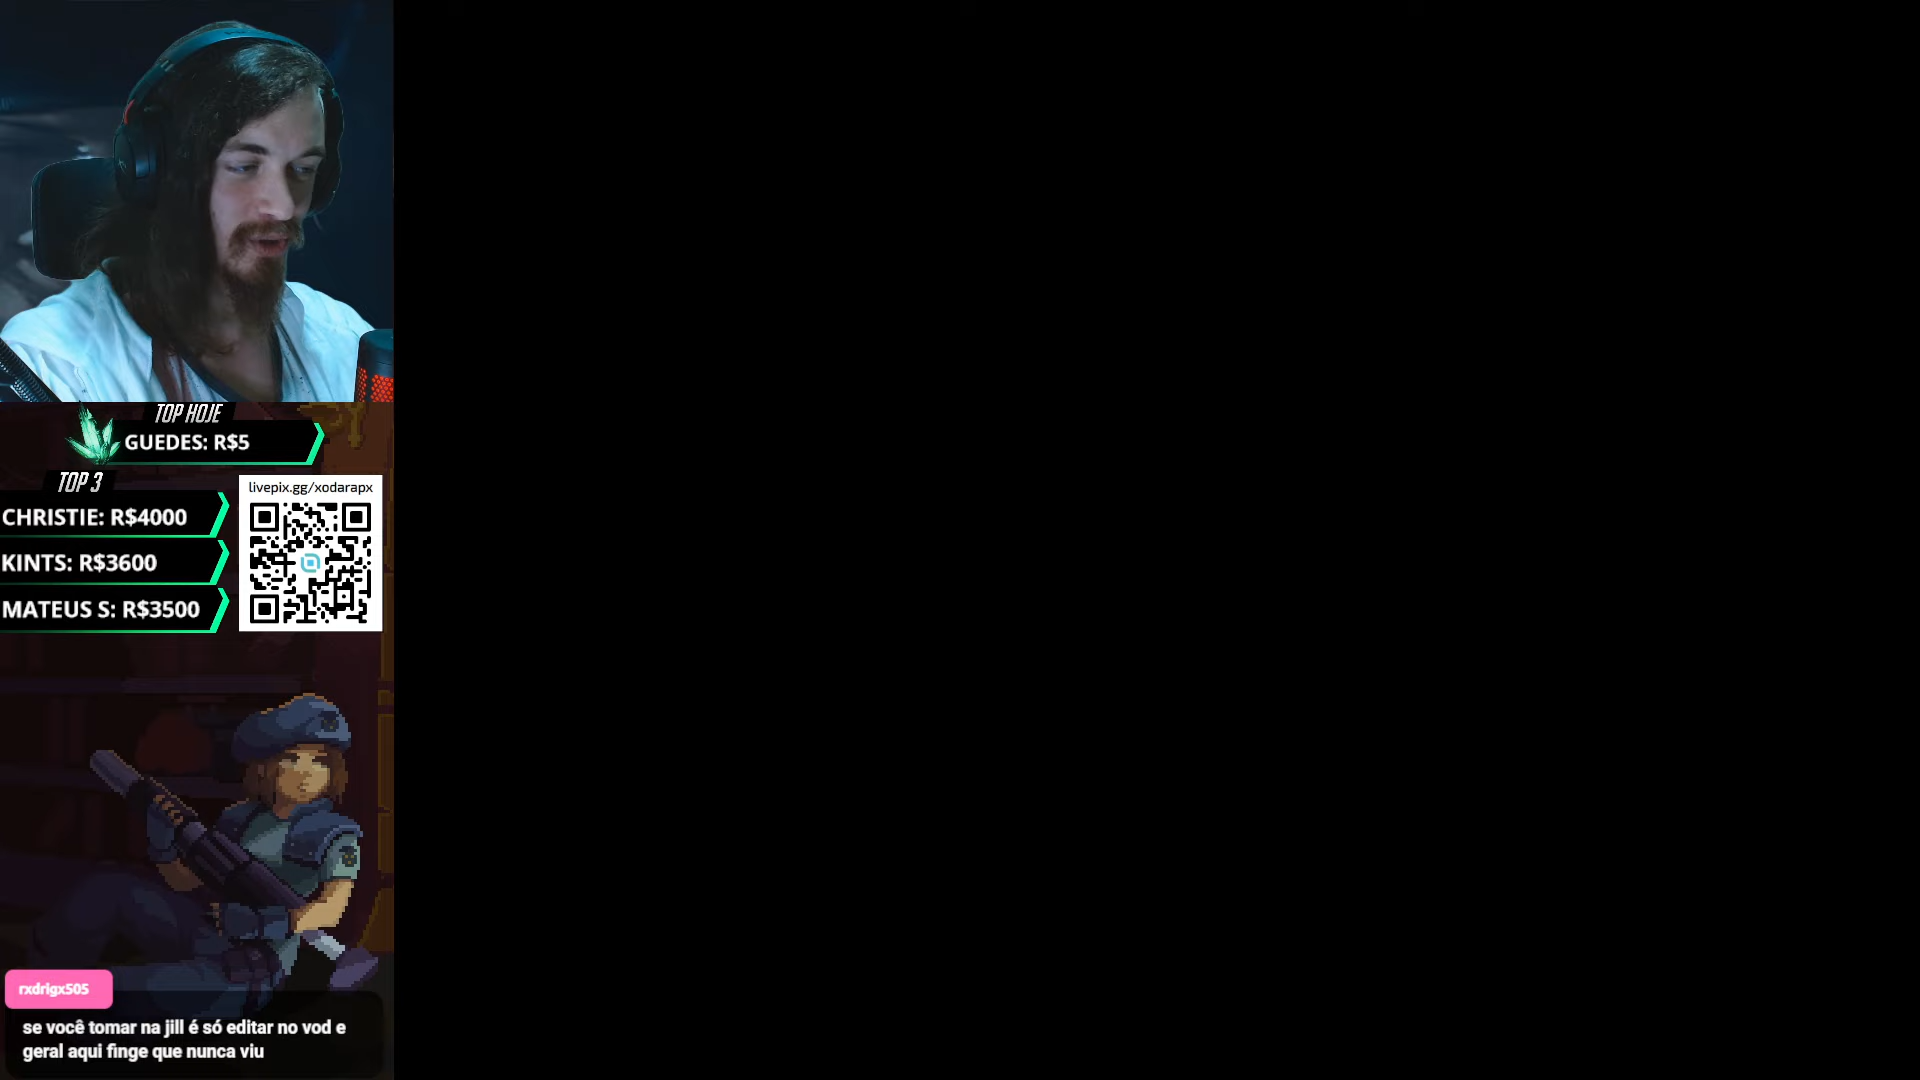 TOP HOJE
GUEDES: R$5
TOP 3
CHRISTIE: R$4000
KINTS: R$3600
MATEUS S: R$3500
livepix.gg/xodarapx
rxdrigx505
se você tomar na jill é só editar no vod e
geral aqui finge que nunca viu